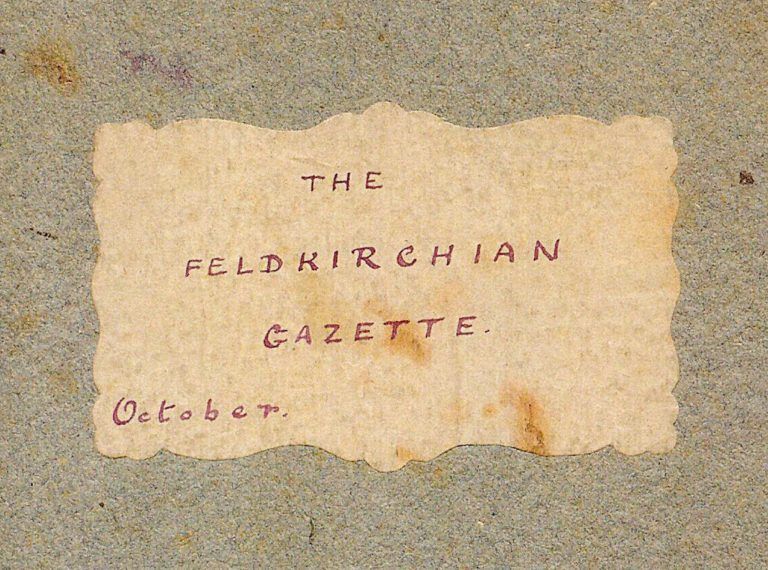 THE
FELDKIRCHIAN
GAZETTE.
October.